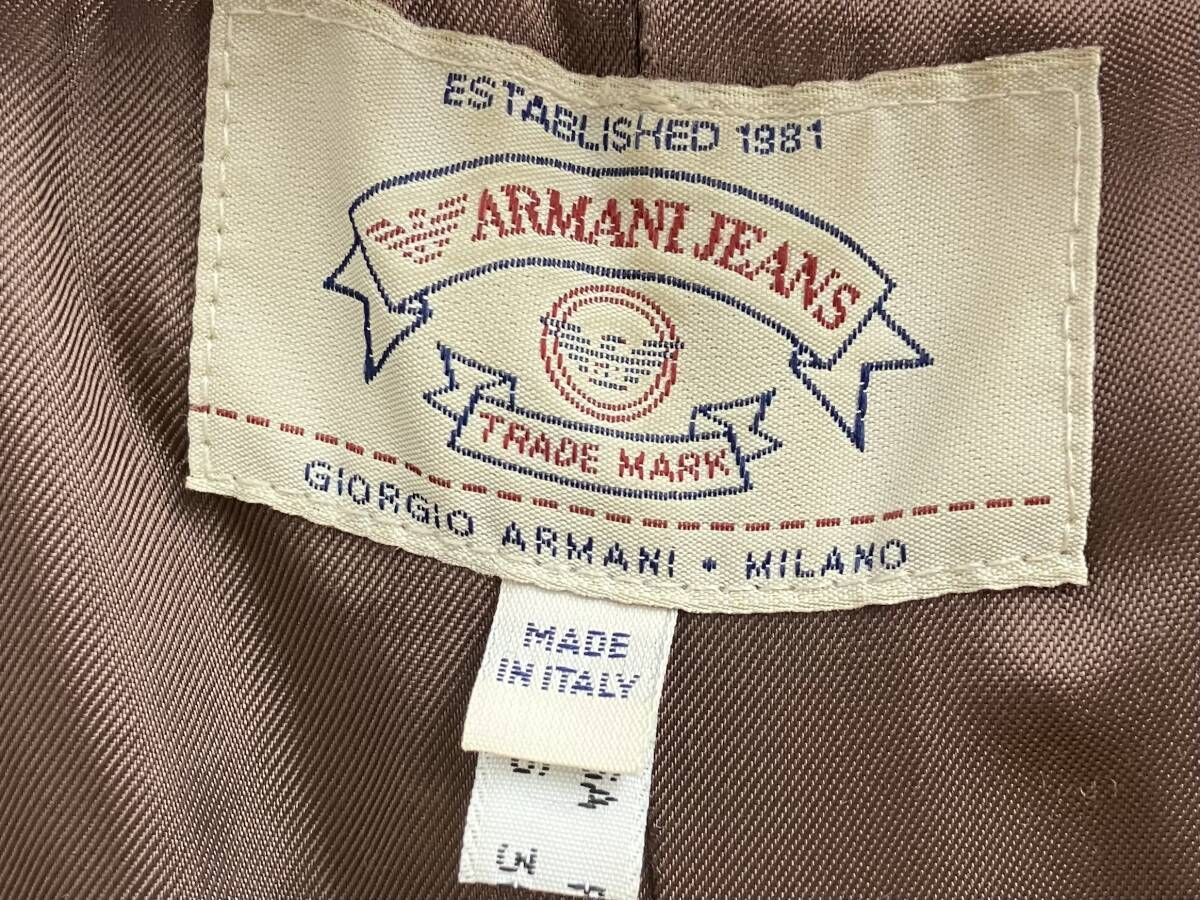 ESTABLISHED 1981
ARMANI JEANS
TRADE MARK
GIORGIO ARMANI • MILANO
MADE
IN ITALY